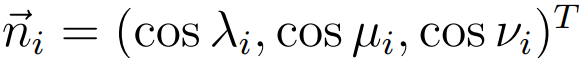 $\vec{n}_i = (\cos \lambda_i, \cos \mu_i, \cos \nu_i)^T$